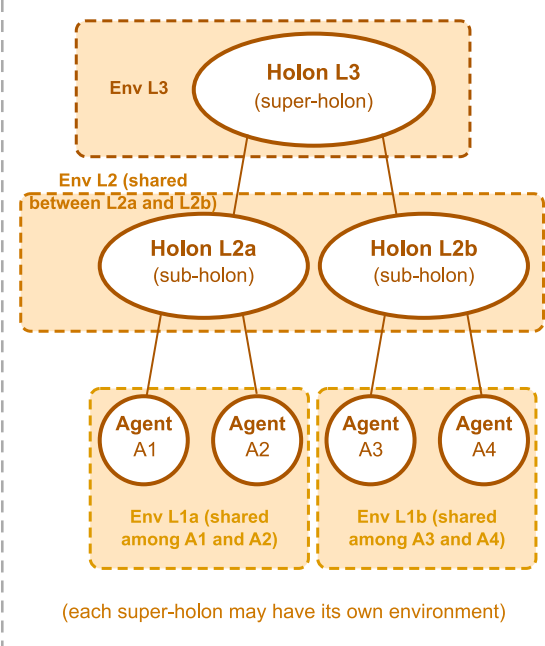 Holon L3
(super-holon)
Env L3
Env L2 (shared
between L2a and L2b)
Holon L2a
(sub-holon)
Holon L2b
(sub-holon)
Agent
A1
Agent
A2
Agent
A3
Agent
A4
Env L1a (shared
among A1 and A2)
Env L1b (shared
among A3 and A4)
(each super-holon may have its own environment)